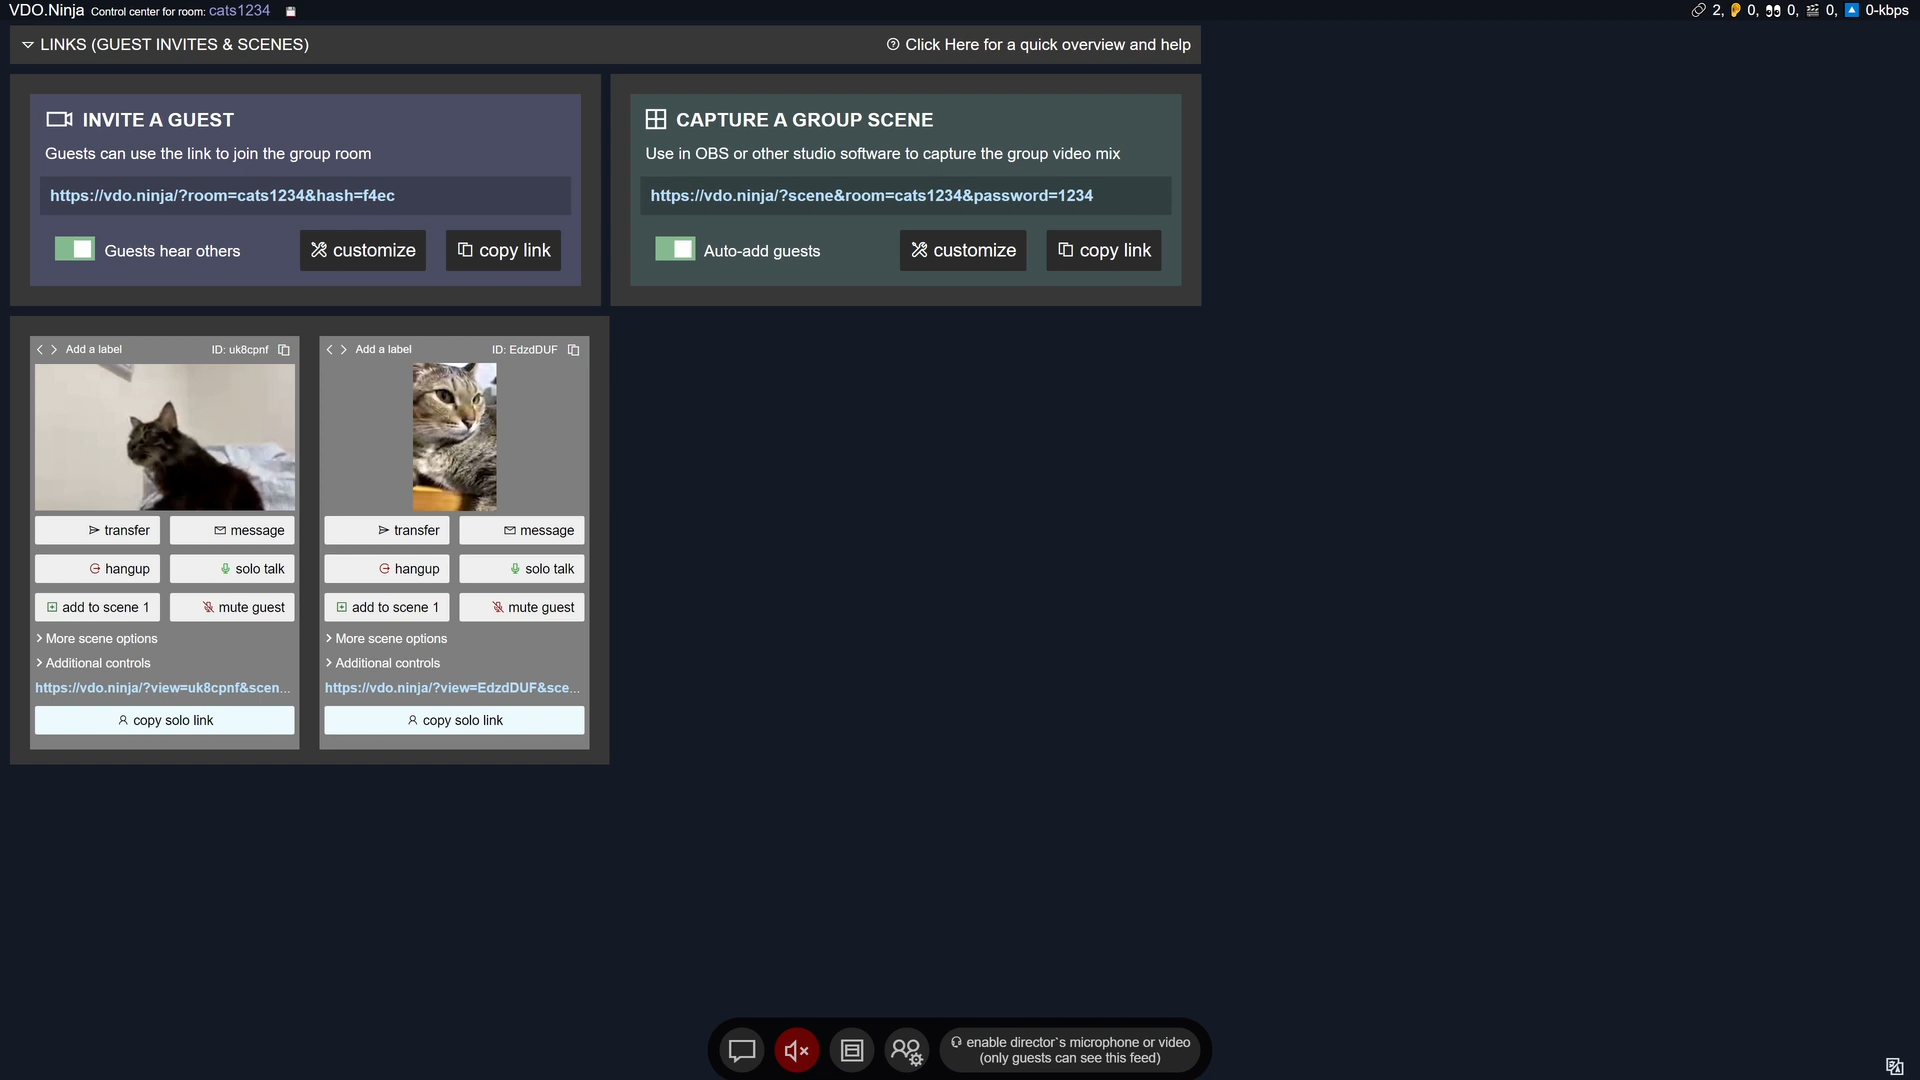 VDO.Ninja Control center for room: cats1234
2, 0, 0, 0, 0-kbps
LINKS (GUEST INVITES & SCENES)
Click Here for a quick overview and help
INVITE A GUEST
Guests can use the link to join the group room
https://vdo.ninja/?room=cats1234&hash=f4ec
Guests hear others
customize
copy link
CAPTURE A GROUP SCENE
Use in OBS or other studio software to capture the group video mix
https://vdo.ninja/?scene&room=cats1234&password=1234
Auto-add guests
customize
copy link
Add a label
ID: uk8cpnf
transfer
message
hangup
solo talk
add to scene 1
mute guest
More scene options
Additional controls
https://vdo.ninja/?view=uk8cpnf&scen...
copy solo link
Add a label
ID: EdzdDUF
transfer
message
hangup
solo talk
add to scene 1
mute guest
More scene options
Additional controls
https://vdo.ninja/?view=EdzdDUF&sce...
copy solo link
enable director`s microphone or video
(only guests can see this feed)